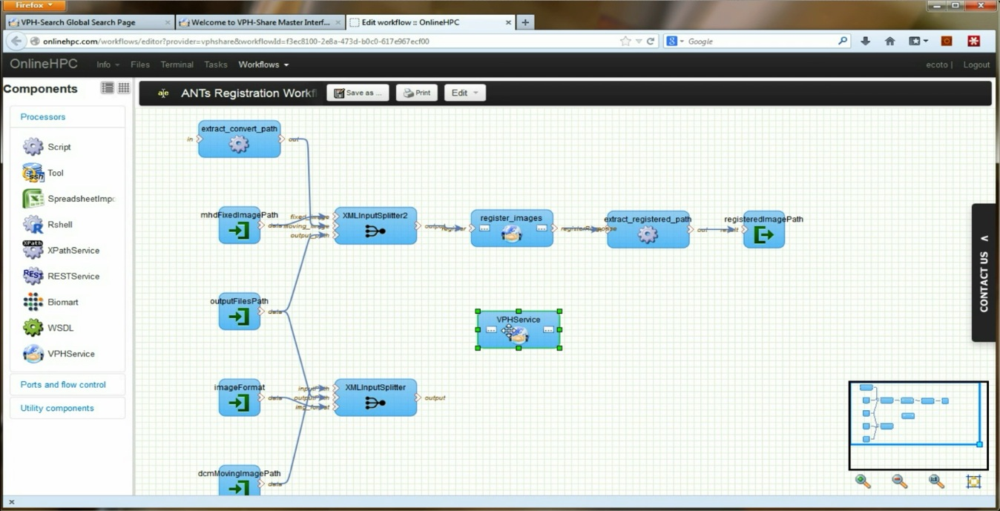 Firefox
VPH-Search Global Search Page
Welcome to VPH-Share Master Interf...
Edit workflow :: OnlineHPC
onlinehpc.com/workflows/editor?provider=vphshare&workflowId=f3ec8100-2e8a-473d-b0c0-617e967ecf00
Google
OnlineHPC
Info
Files
Terminal
Tasks
Workflows
ecoto |
Logout
Components
ANTs Registration Workf
Save as ...
Print
Edit
Processors
Script
Tool
SpreadsheetImpo
Rshell
XPathService
RESTService
Biomart
WSDL
VPHService
Ports and flow control
Utility components
extract_convert_path
in
out
mhdFixedImagePath
data
fixed_image
moving_image
output_path
XMLInputSplitter2
output
register
register_images
registerResponse
extract_registered_path
out
result
registeredImagePath
outputFilesPath
data
VPHService
imageFormat
data
inputPath
outputPath
img_format
XMLInputSplitter
output
dcmMovingImagePath
data
CONTACT US